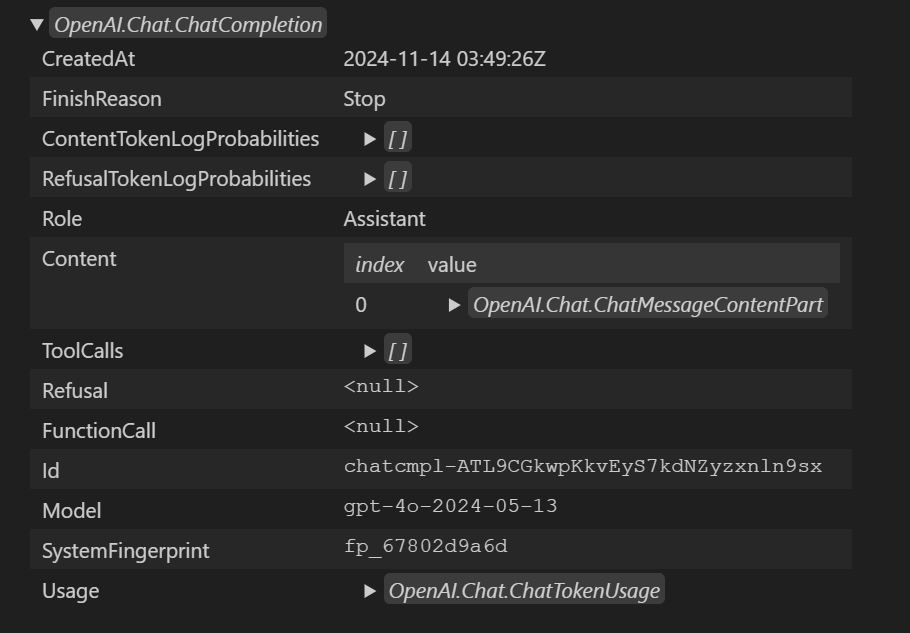 OpenAI.Chat.ChatCompletion
CreatedAt 2024-11-14 03:49:26Z
FinishReason Stop
ContentTokenLogProbabilities []
RefusalTokenLogProbabilities []
Role Assistant
Content index value
0 OpenAI.Chat.ChatMessageContentPart
ToolCalls []
Refusal <null>
FunctionCall <null>
Id chatcmpl-ATL9CGkwpKkvEyS7kdNZyzxnln9sx
Model gpt-4o-2024-05-13
SystemFingerprint fp_67802d9a6d
Usage OpenAI.Chat.ChatTokenUsage